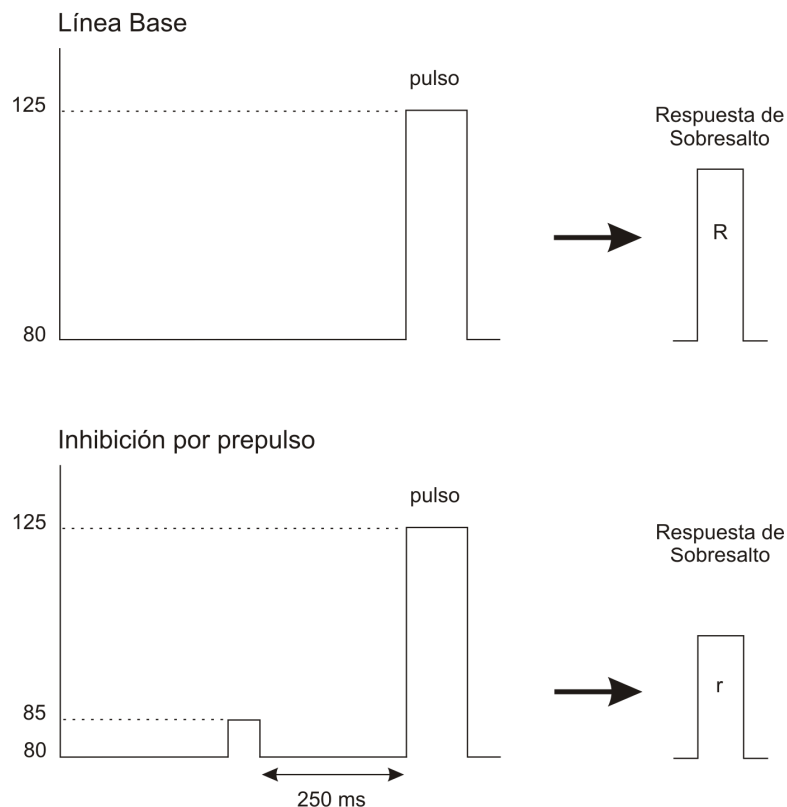 Línea Base
pulso
125
Respuesta de
Sobresalto
R
80
Inhibición por prepulso
pulso
125
Respuesta de
Sobresalto
r
85
80
250 ms